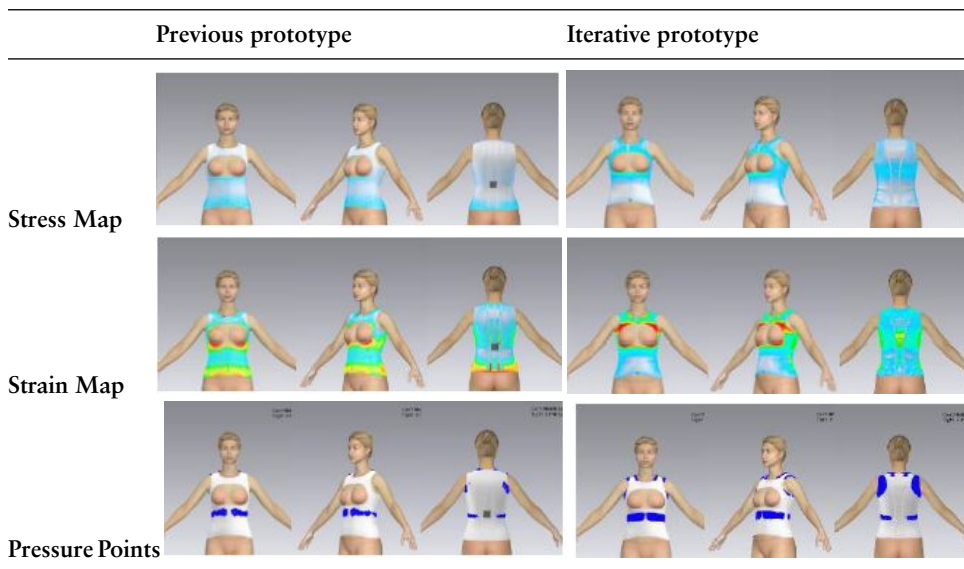 Previous prototype
Iterative prototype
Stress Map
Strain Map
Pressure Points